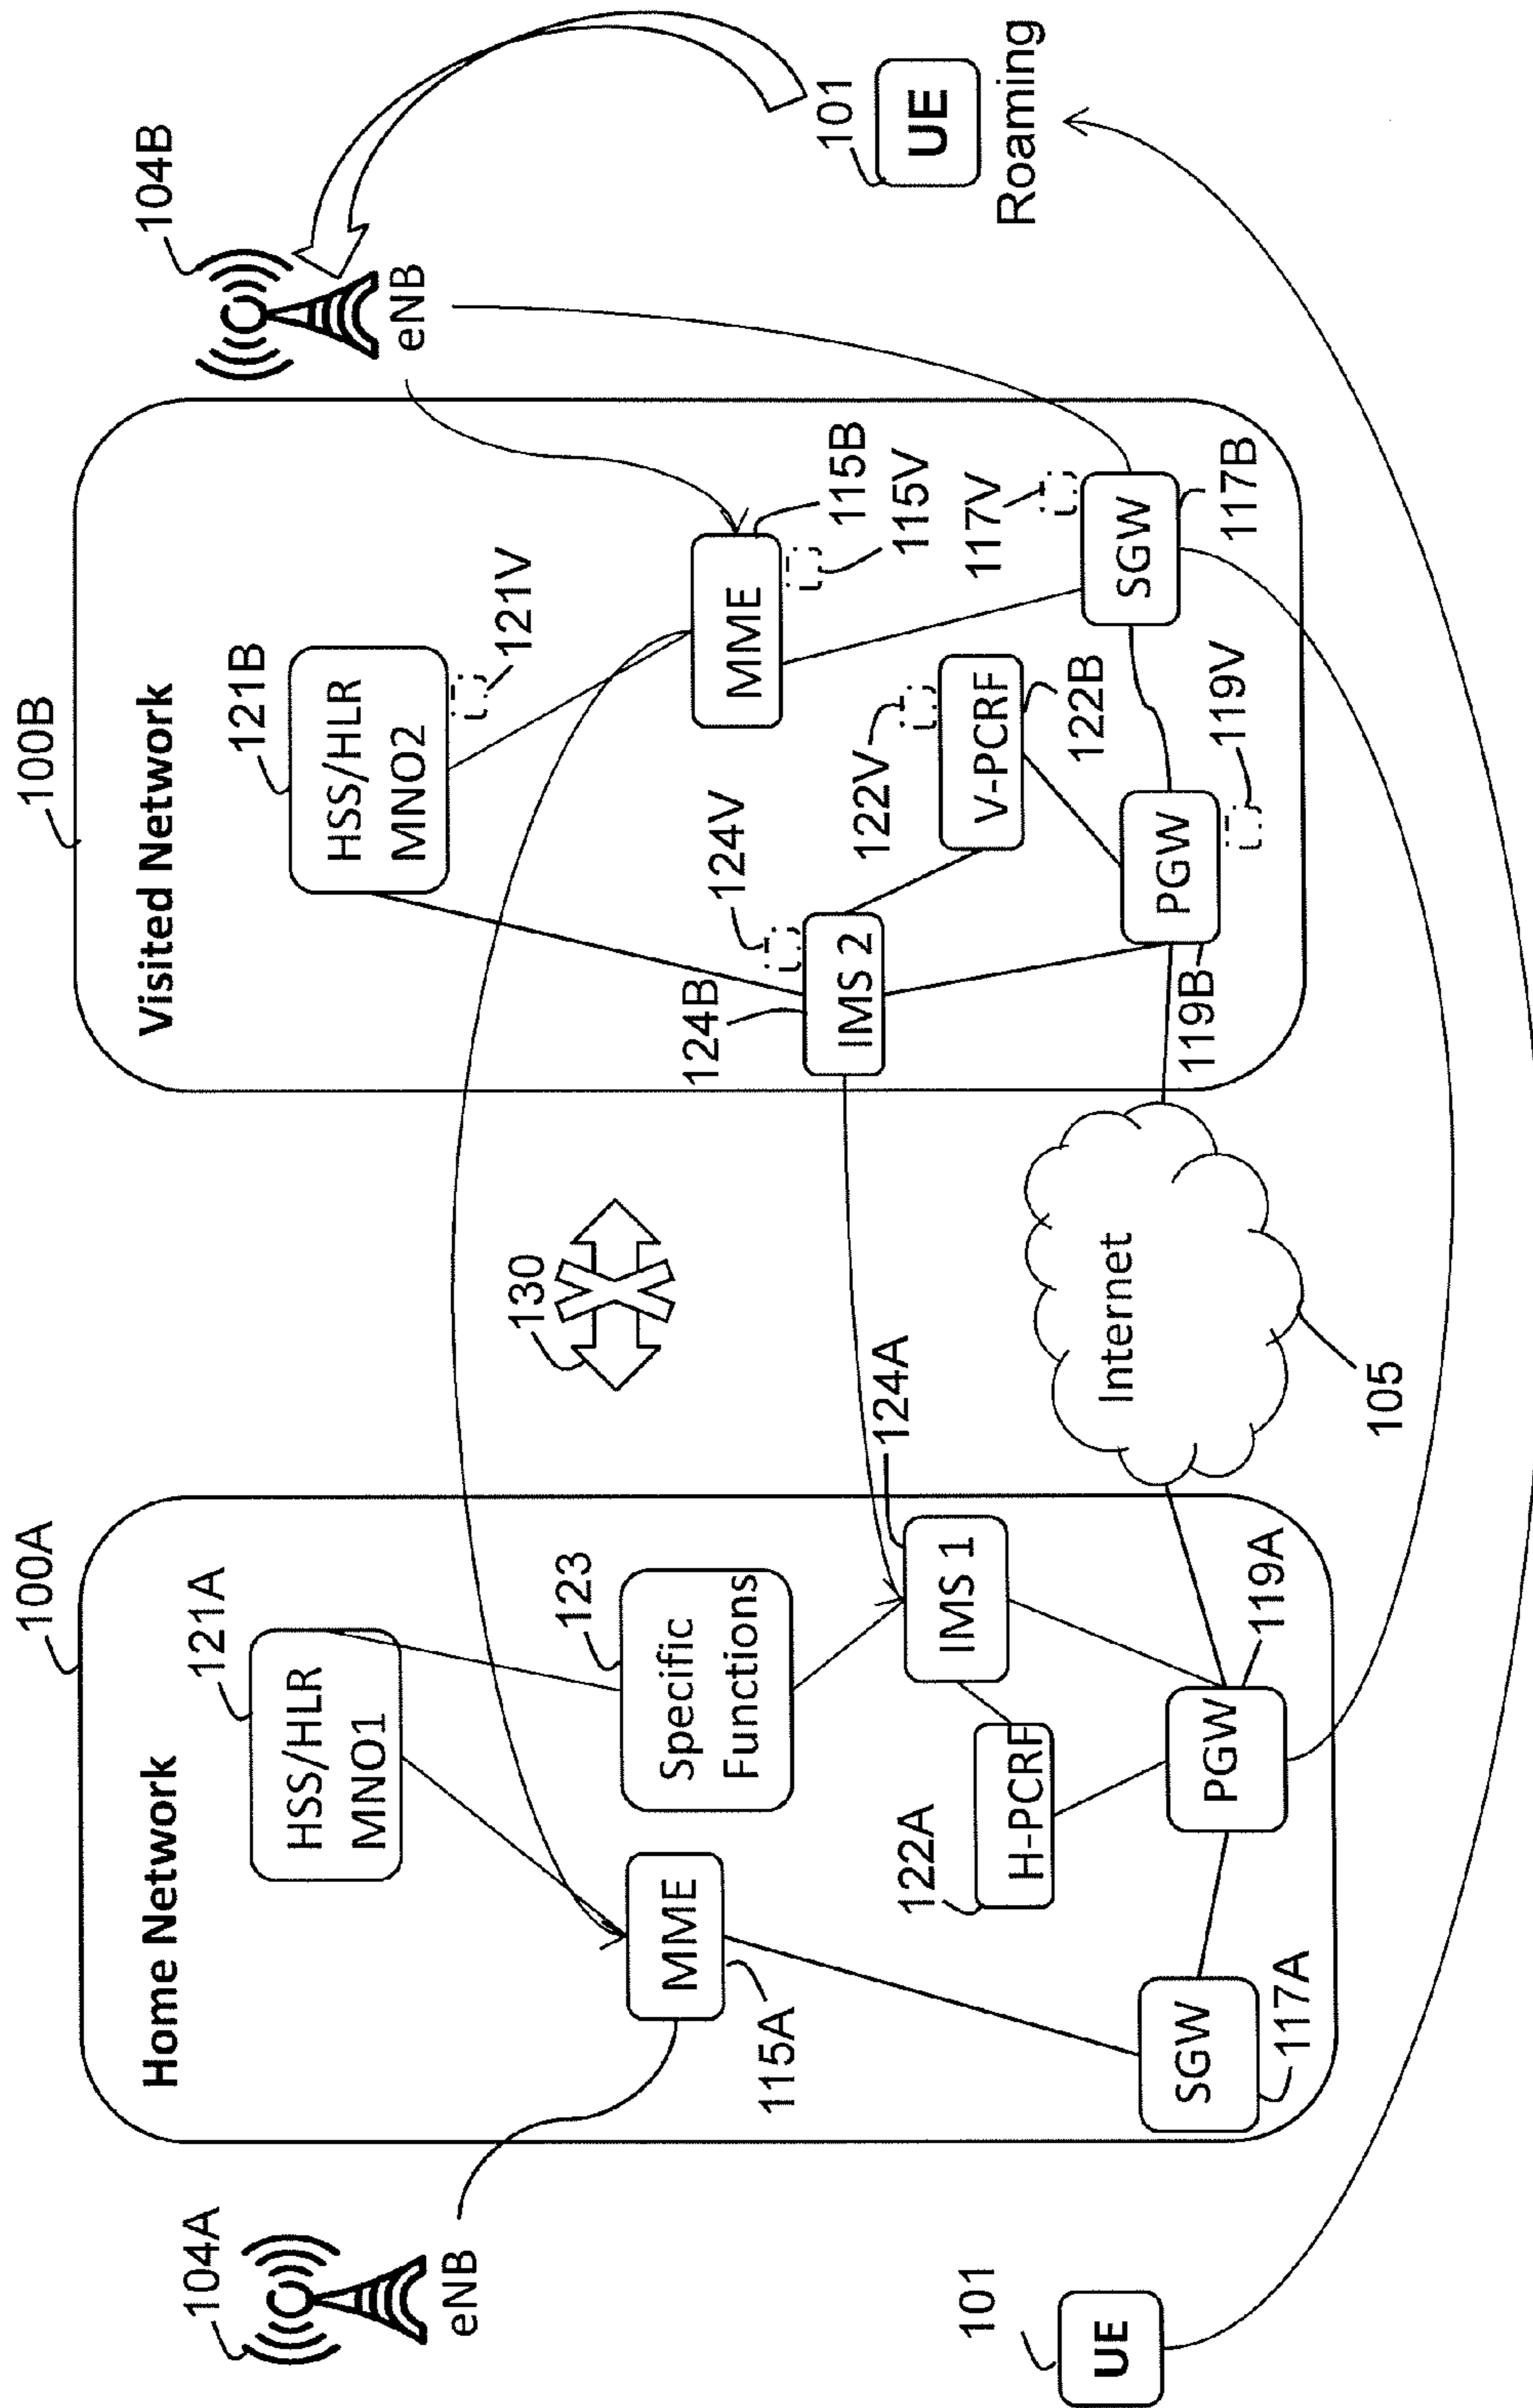 100A
100B
Home Network
Visited Network
104A
eNB
121A
HSS/HLR
MNO1
MME
115A
123
Specific
Functions
122A
H-PCRF
IMS 1
124A
SGW
117A
PGW
119A
101
UE
130
Internet
105
121B
HSS/HLR
MNO2
121V
124B
IMS 2
124V
MME
115B
115V
122V
V-PCRF
122B
117V
SGW
117B
PGW
119B
119V
104B
eNB
101
UE
Roaming